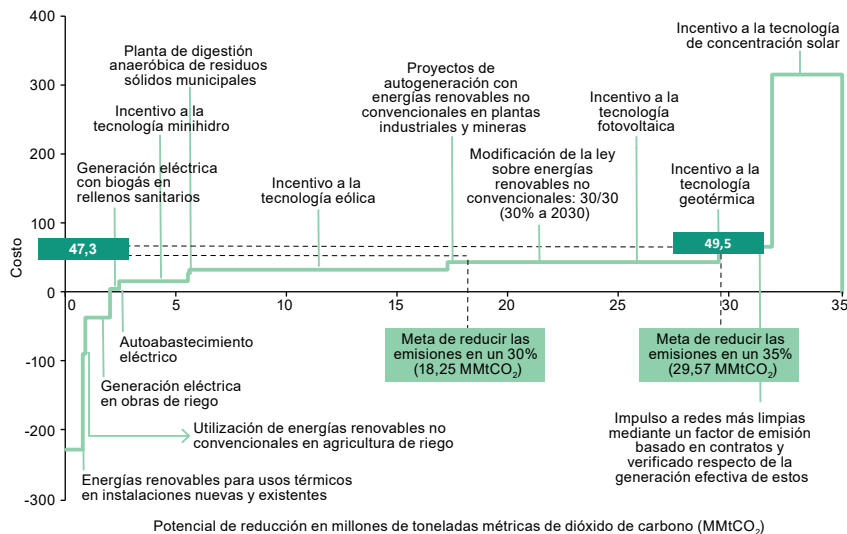 Costo
400
300
200
100
0
-100
-200
-300
0
5
10
15
20
25
30
35
Planta de digestión
anaeróbica de residuos
sólidos municipales
Incentivo a la
tecnología minihidro
Generación eléctrica
con biogás en
rellenos sanitarios
Incentivo a la
tecnología eólica
Proyectos de
autogeneración con
energías renovables no
convencionales en plantas
industriales y mineras
Modificación de la ley
sobre energías
renovables no
convencionales: 30/30
(30% a 2030)
Incentivo a la
tecnología
fotovoltaica
Incentivo a la
tecnología
geotérmica
Incentivo a la tecnología
de concentración solar
47,3
49,5
Meta de reducir las
emisiones en un 30%
(18,25 MMtCO₂)
Meta de reducir las
emisiones en un 35%
(29,57 MMtCO₂)
Autoabastecimiento
eléctrico
Generación eléctrica
en obras de riego
Utilización de energías renovables no
convencionales en agricultura de riego
Energías renovables para usos térmicos
en instalaciones nuevas y existentes
Impulso a redes más limpias
mediante un factor de emisión
basado en contratos y
verificado respecto de la
generación efectiva de estos
Potencial de reducción en millones de toneladas métricas de dióxido de carbono (MMtCO₂)